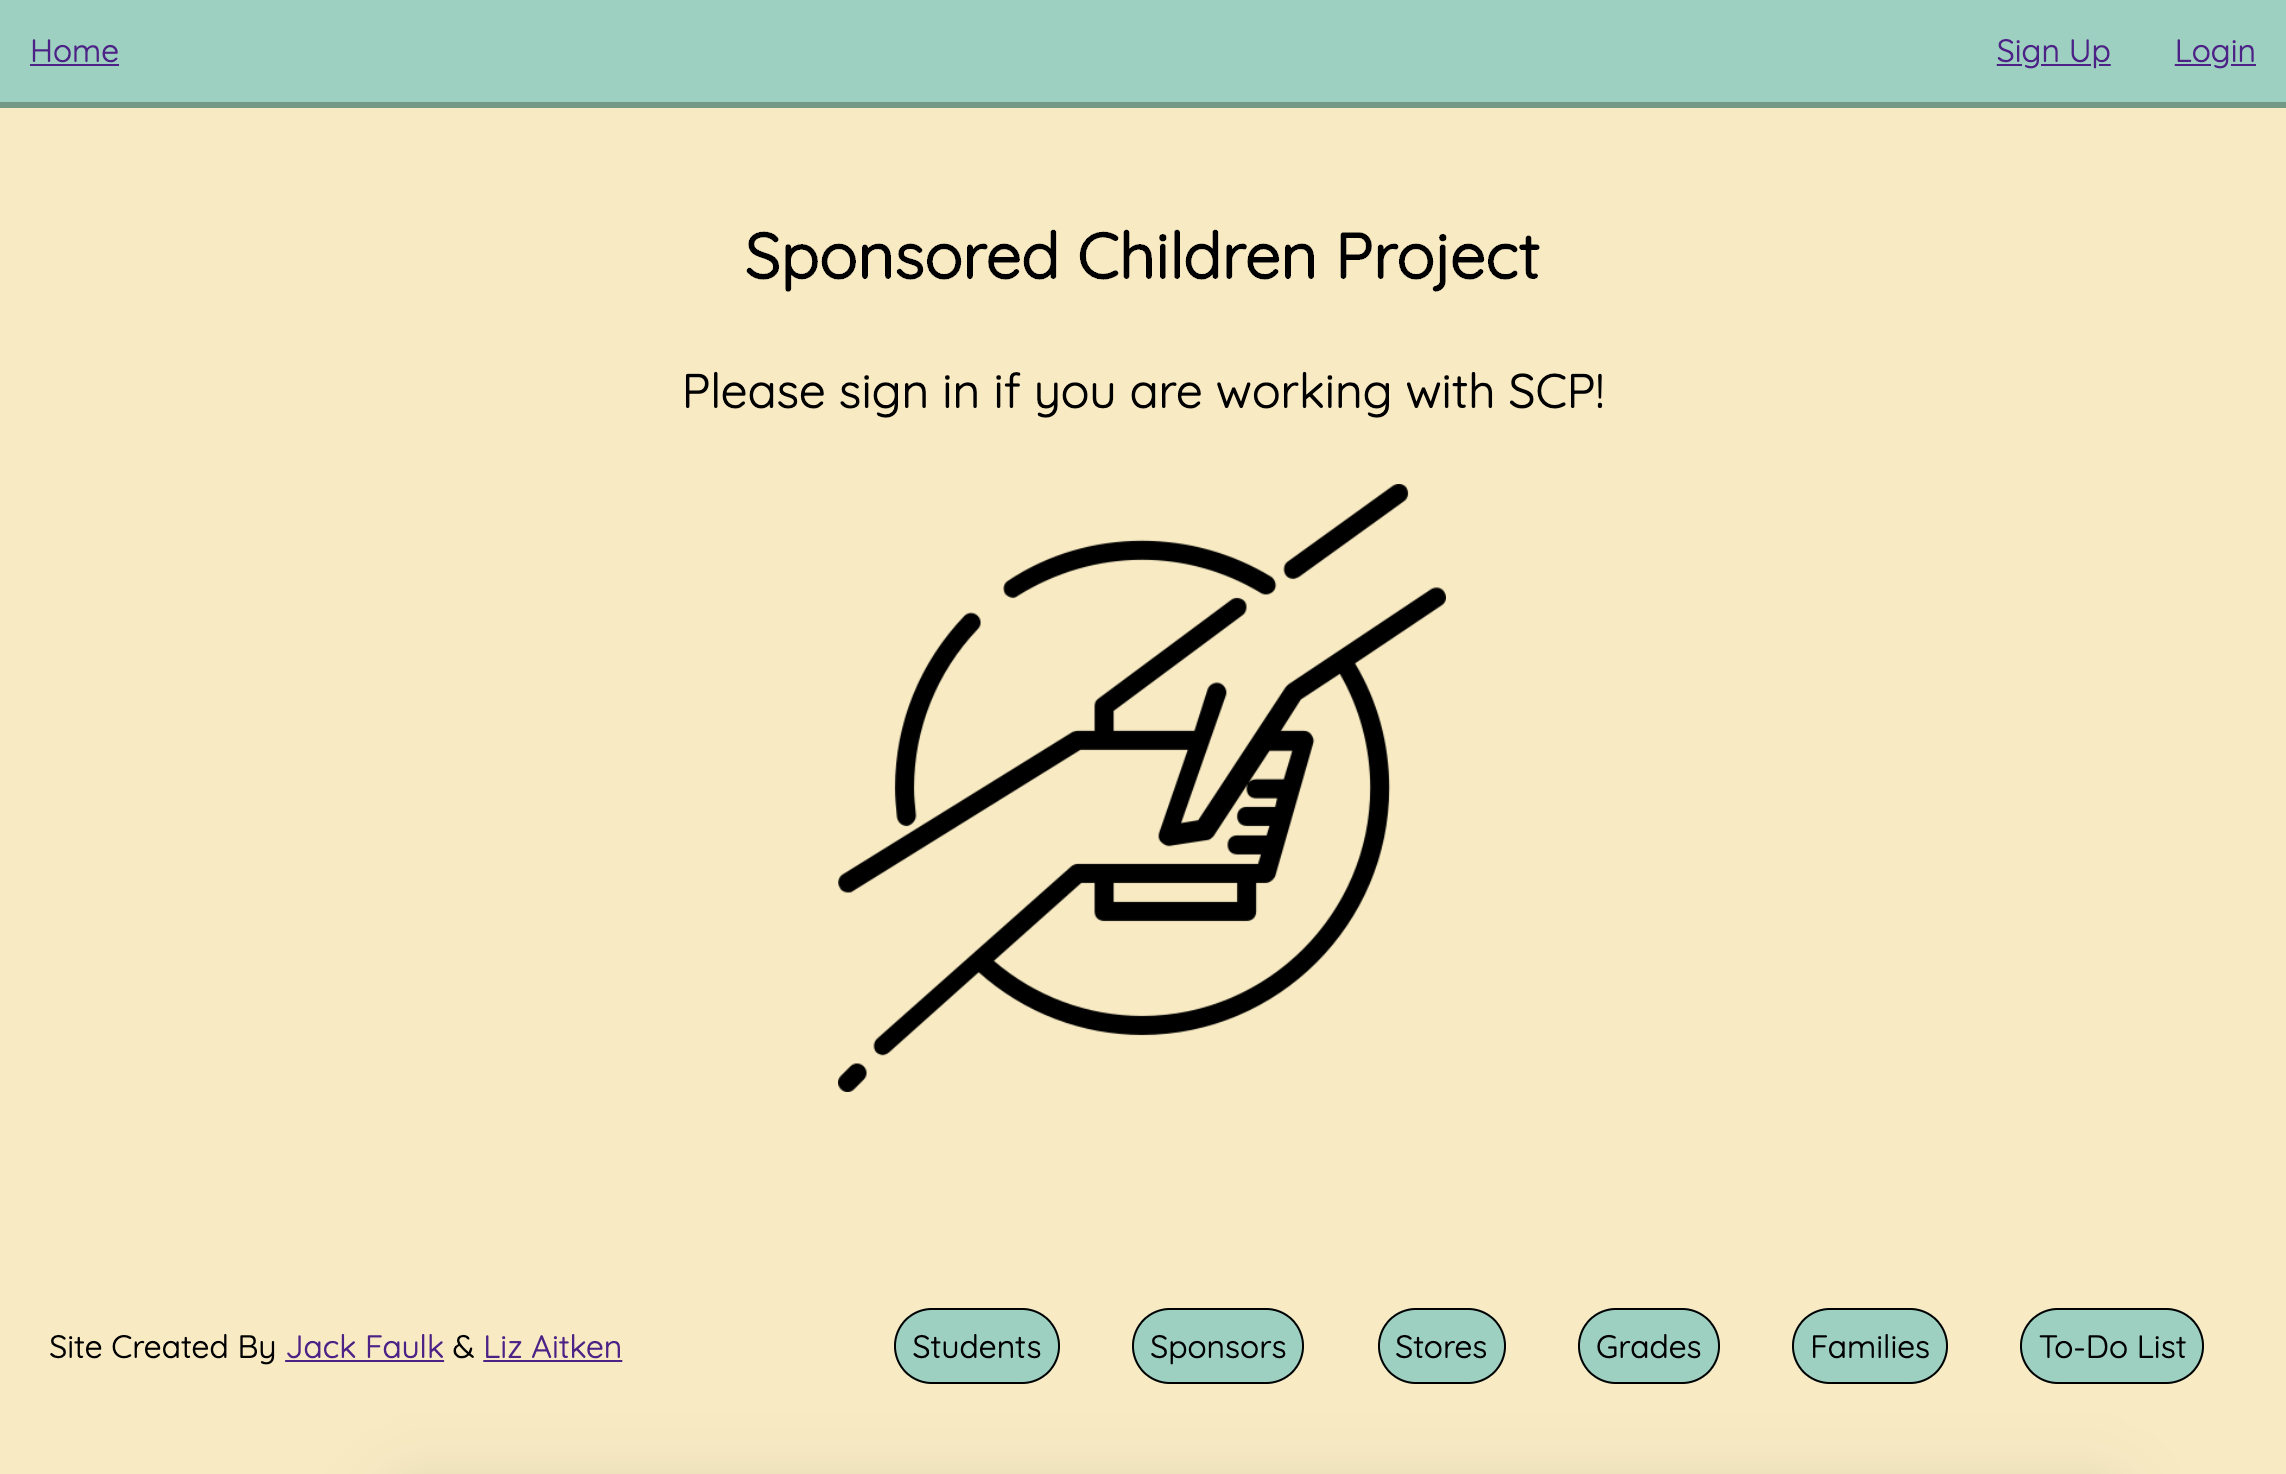 Home Sign Up Login
Sponsored Children Project
Please sign in if you are working with SCP!
Site Created By Jack Faulk & Liz Aitken Students Sponsors Stores Grades Families To-Do List